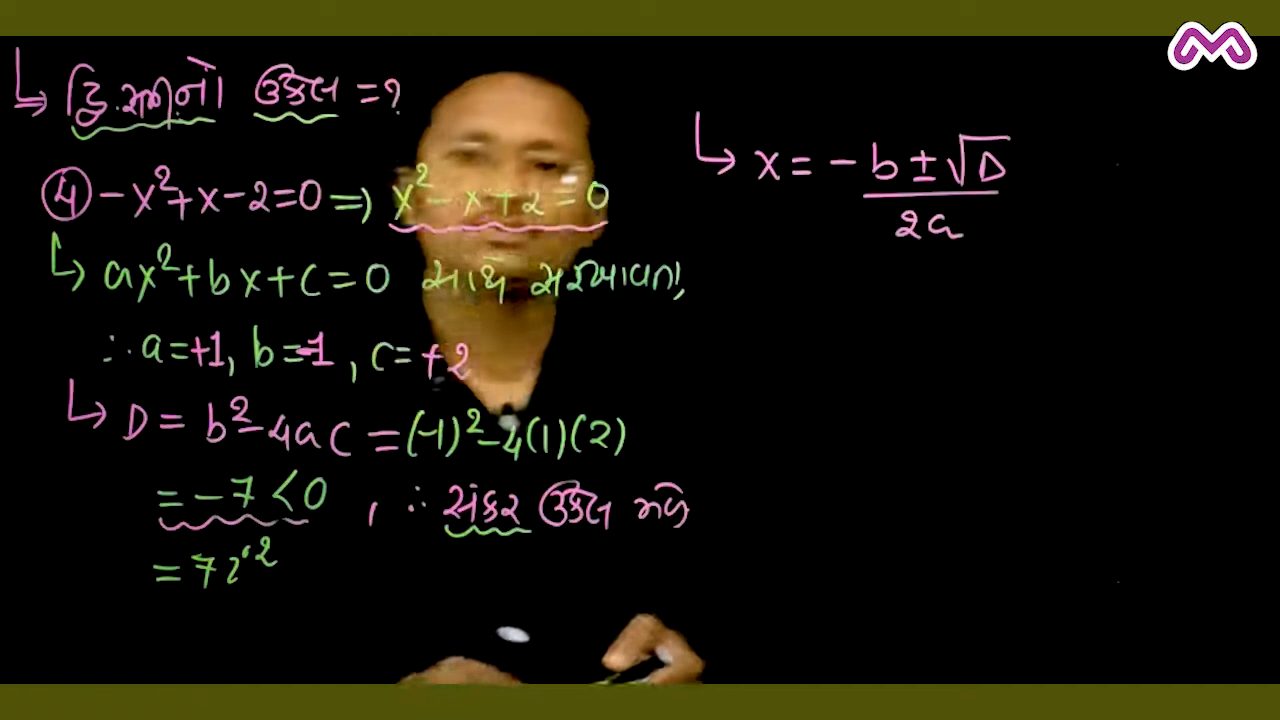 ↳ દ્વિ.સમી.નો ઉકેલ = ?
④ -x²+x-2=0 ⇒ x²-x+2=0
↳ ax²+bx+c=0 સાથે સરખાવતા,
∴ a=+1, b=-1, c=+2
↳ D = b²-4ac = (-1)²-4(1)(2)
= -7 < 0, ∴ સંકર ઉકેલ મળે
= 7i²
↳ x = -b ± √D
2a